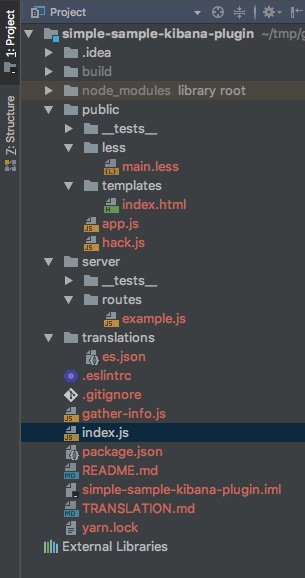 Project
1: Project
Z: Structure
simple-sample-kibana-plugin ~/tmp/g
.idea
build
node_modules library root
public
__tests__
less
main.less
templates
index.html
app.js
hack.js
server
__tests__
routes
example.js
translations
es.json
.eslintrc
.gitignore
gather-info.js
index.js
package.json
README.md
simple-sample-kibana-plugin.iml
TRANSLATION.md
yarn.lock
External Libraries